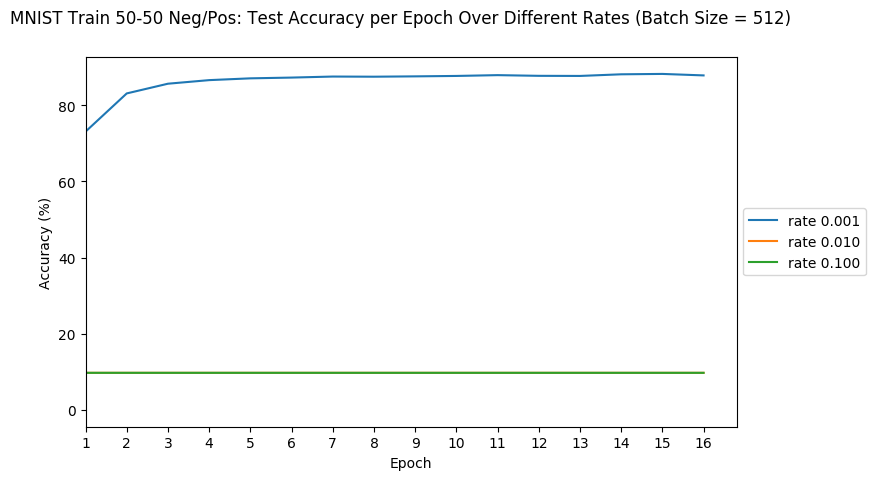 MNIST Train 50-50 Neg/Pos: Test Accuracy per Epoch Over Different Rates (Batch Size = 512)
80
60
40
20
0
Accuracy (%)
1 2 3 4 5 6 7 8 9 10 11 12 13 14 15 16
Epoch
rate 0.001
rate 0.010
rate 0.100